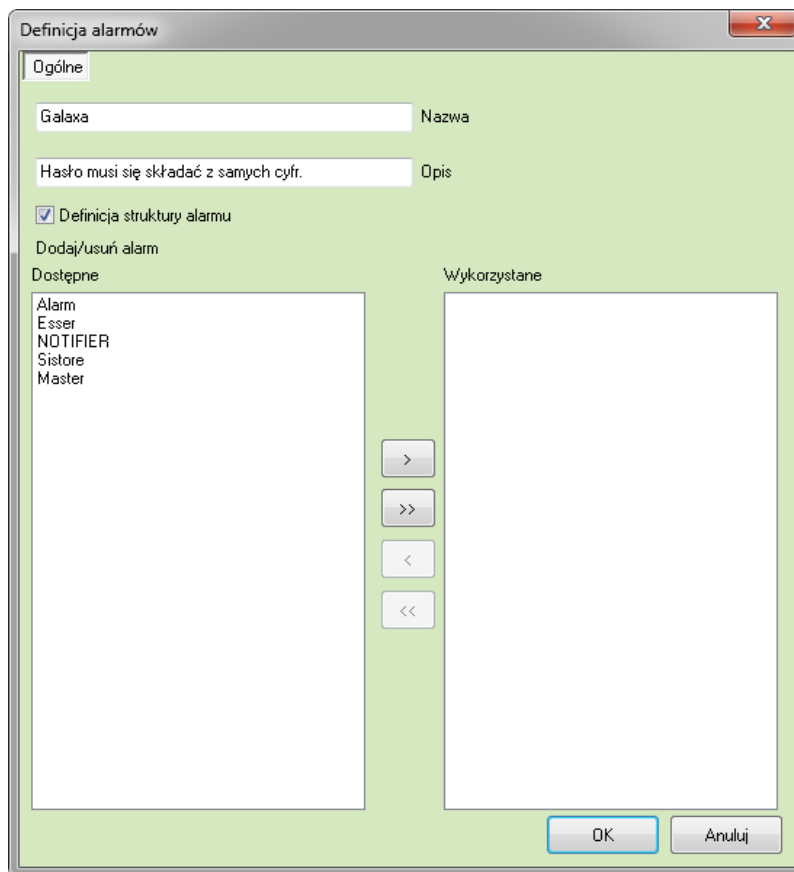 Definicja alarmów
Ogólne
Galaxa Nazwa
Hasło musi się składać z samych cyfr. Opis
Definicja struktury alarmu
Dodaj/usuń alarm
Dostępne Wykorzystane
Alarm
Esser
NOTIFIER
Sistore
Master
>
>>
<
<<
OK Anuluj